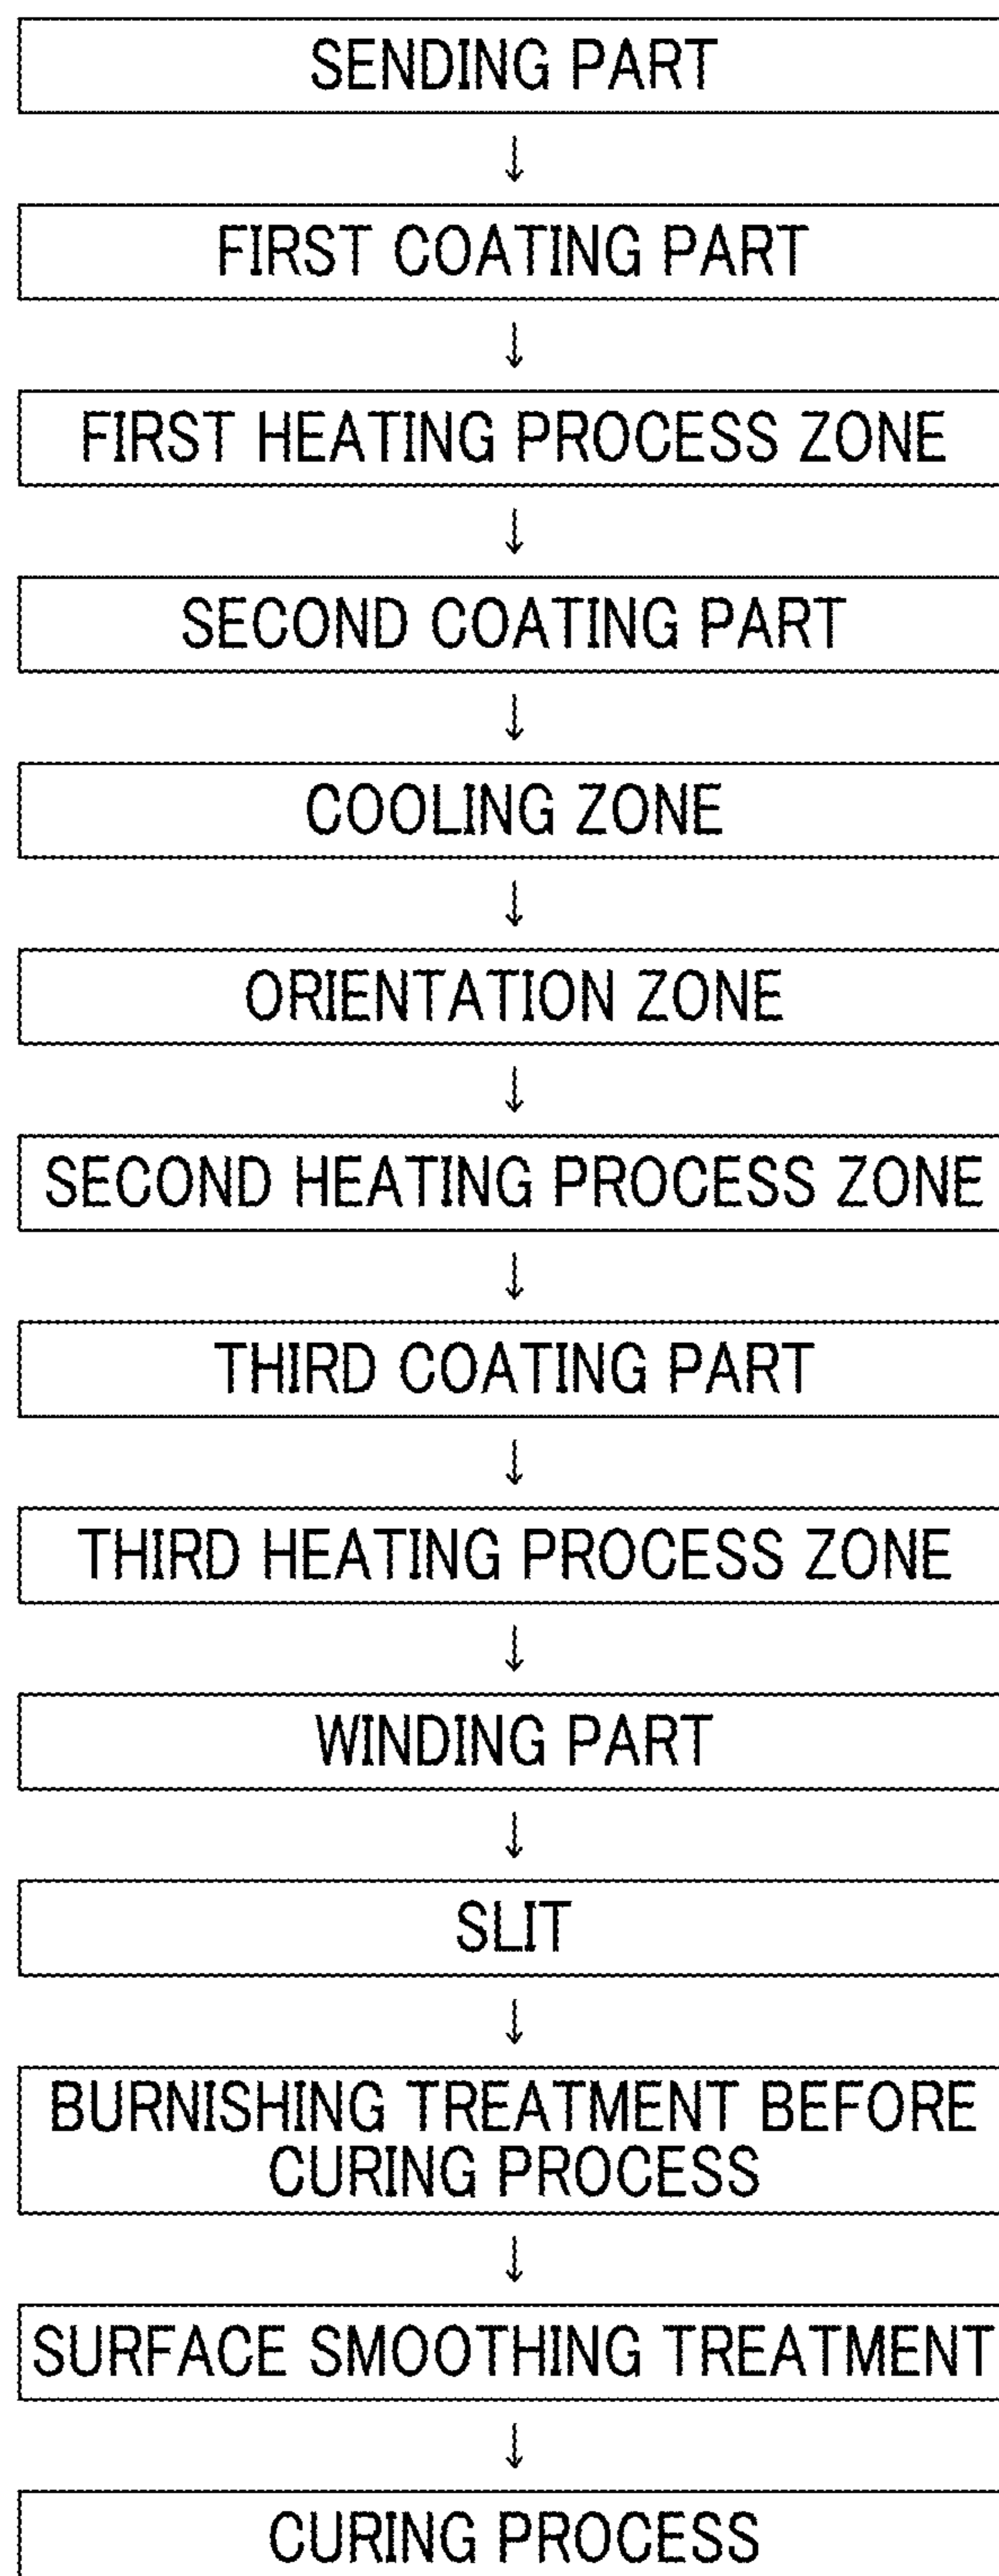 SENDING PART
↓
FIRST COATING PART
↓
FIRST HEATING PROCESS ZONE
↓
SECOND COATING PART
↓
COOLING ZONE
↓
ORIENTATION ZONE
↓
SECOND HEATING PROCESS ZONE
↓
THIRD COATING PART
↓
THIRD HEATING PROCESS ZONE
↓
WINDING PART
↓
SLIT
↓
BURNISHING TREATMENT BEFORE
CURING PROCESS
↓
SURFACE SMOOTHING TREATMENT
↓
CURING PROCESS